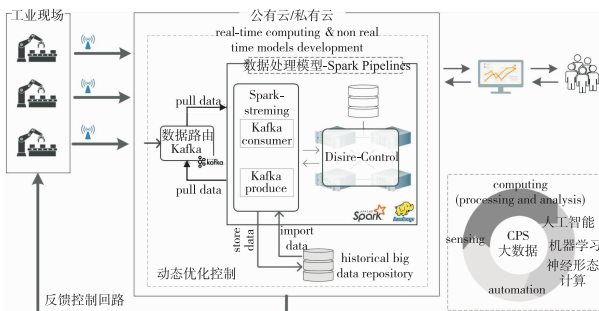 工业现场
公有云/私有云
real-time computing & non real
time models development
数据处理模型-Spark Pipelines
pull data
Spark-
streming
Kafka
consumer
数据路由
Kafka
kafka
Disire-Control
pull data
Kafka
produce
Spark
store
data
import
data
historical big
data repository
动态优化控制
反馈控制回路
computing
(processing and analysis)
人工智能
sensing
CPS
大数据
机器学习
神经形态
计算
automation